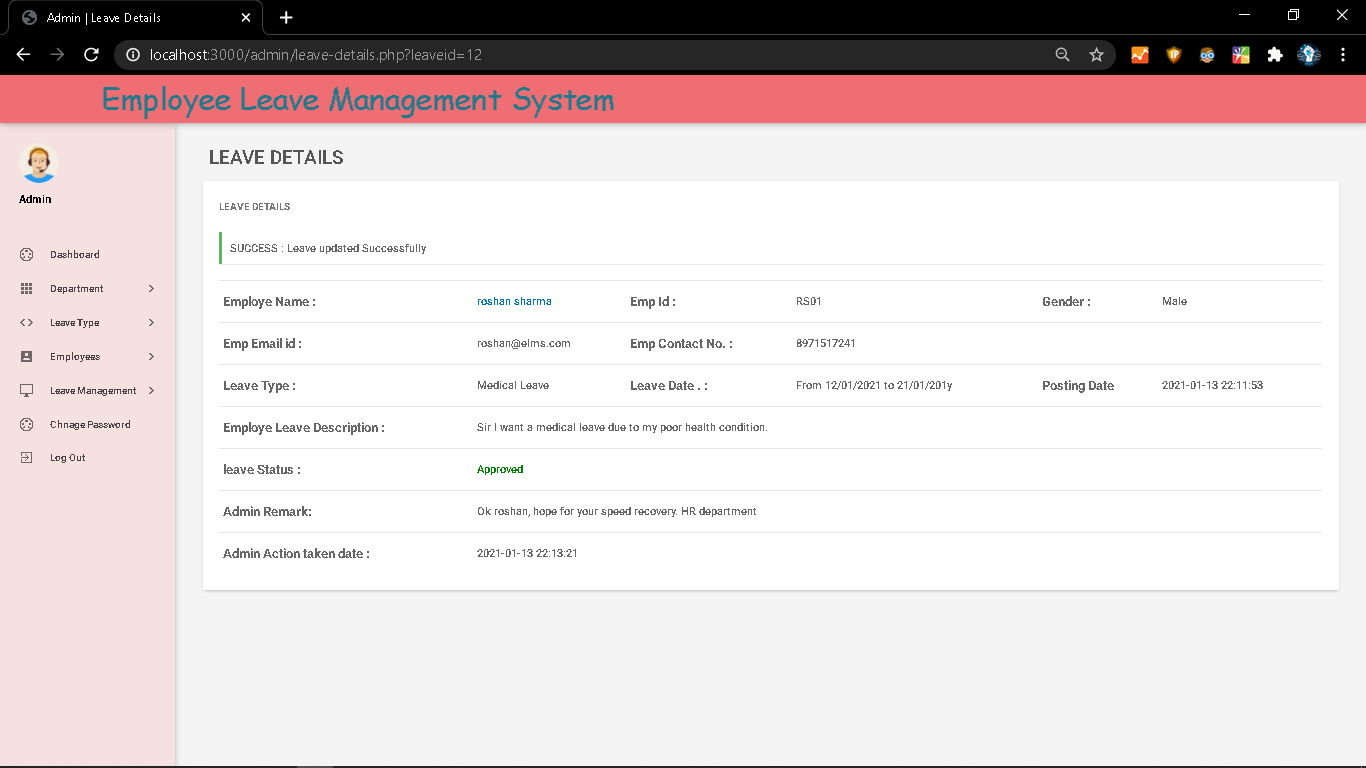 Admin | Leave Details
localhost:3000/admin/leave-details.php?leaveid=12
Employee Leave Management System
Admin
Dashboard
Department
Leave Type
Employees
Leave Management
Chnage Password
Log Out
LEAVE DETAILS
LEAVE DETAILS
SUCCESS : Leave updated Successfully
Employe Name : roshan sharma Emp Id : RS01 Gender : Male
Emp Email id : roshan@elms.com Emp Contact No. : 8971517241
Leave Type : Medical Leave Leave Date . : From 12/01/2021 to 21/01/201y Posting Date 2021-01-13 22:11:53
Employe Leave Description : Sir I want a medical leave due to my poor health condition.
leave Status : Approved
Admin Remark: Ok roshan, hope for your speed recovery. HR department
Admin Action taken date : 2021-01-13 22:13:21